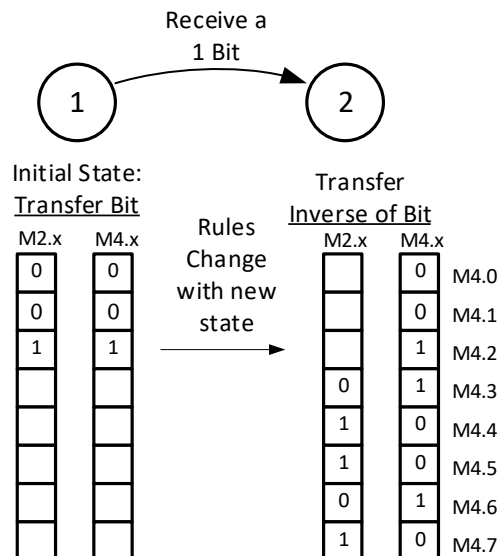 Receive a
1 Bit
1
2
Initial State:
Transfer Bit
M2.x M4.x
0 0
0 0
1 1
Rules
Change
with new
state
Transfer
Inverse of Bit
M2.x M4.x
0 M4.0
0 M4.1
1 M4.2
0 1 M4.3
1 0 M4.4
1 0 M4.5
0 1 M4.6
1 0 M4.7